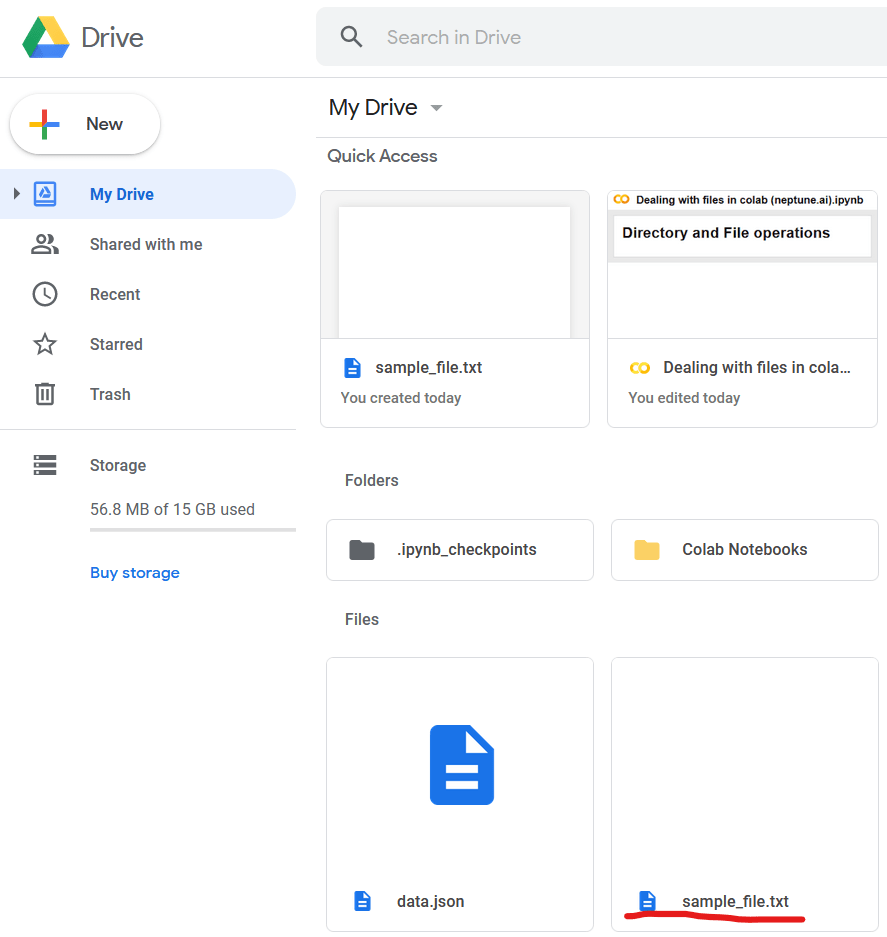 Drive
Search in Drive
New
My Drive
Shared with me
Recent
Starred
Trash
Storage
56.8 MB of 15 GB used
Buy storage
My Drive
Quick Access
sample_file.txt
You created today
Dealing with files in colab (neptune.ai).ipynb
Directory and File operations
Dealing with files in cola...
You edited today
Folders
.ipynb_checkpoints
Colab Notebooks
Files
data.json
sample_file.txt